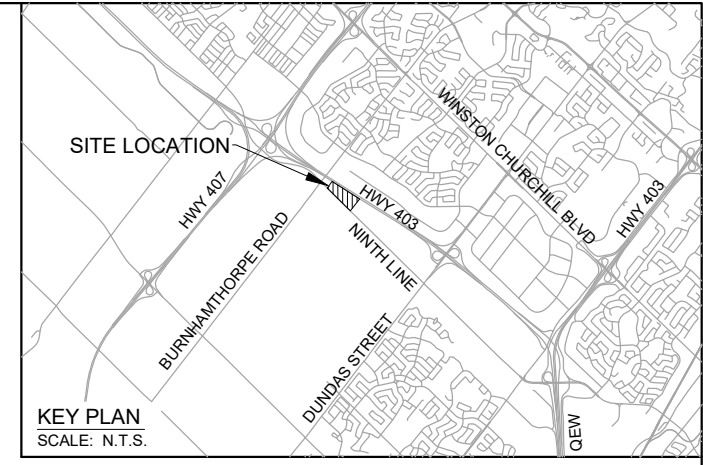 SITE LOCATION
WINSTON CHURCHILL BLVD
HWY 407
HWY 403
HWY 403
BURNHAMTHORPE ROAD
NINTH LINE
DUNDAS STREET
QEW
KEY PLAN
SCALE: N.T.S.